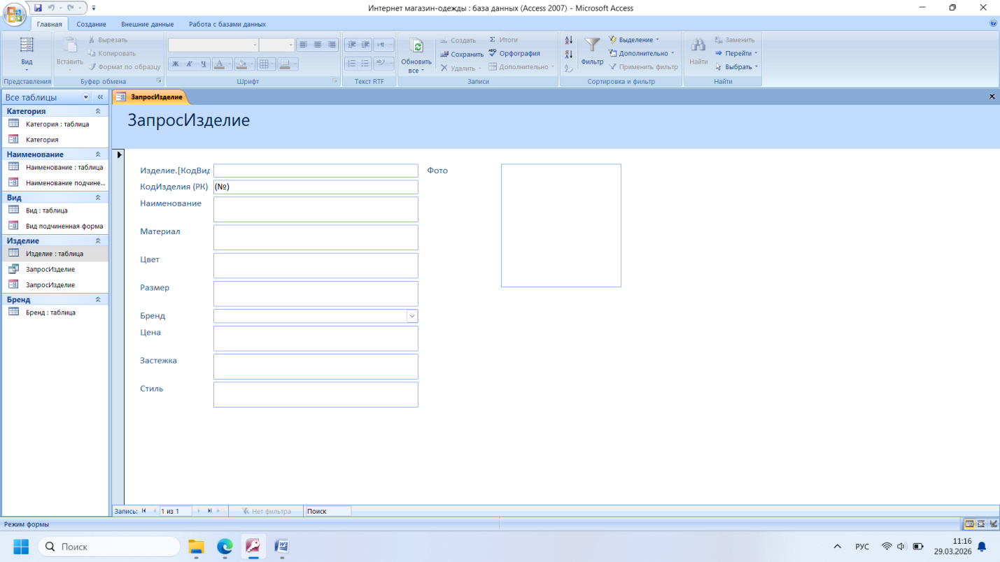 Интернет магазин-одежды : база данных (Access 2007) - Microsoft Access
Главная Создание Внешние данные Работа с базами данных
Вид
Представления
Вставить
Вырезать
Копировать
Формат по образцу
Буфер обмена
Ж К Ч
Шрифт
Текст RTF
Обновить
все
Создать
Сохранить
Удалить
Итоги
Орфография
Дополнительно
Записи
Фильтр
Выделение
Дополнительно
Применить фильтр
Сортировка и фильтр
Найти
Заменить
Перейти
Выбрать
Найти
Все таблицы
Категория
Категория : таблица
Категория
Наименование
Наименование : таблица
Наименование подчине...
Вид
Вид : таблица
Вид подчиненная форма
Изделие
Изделие : таблица
ЗапросИзделие
ЗапросИзделие
Бренд
Бренд : таблица
ЗапросИзделие
ЗапросИзделие
Изделие.[КодВид
КодИзделия (РК) (№)
Наименование
Материал
Цвет
Размер
Бренд
Цена
Застежка
Стиль
Фото
Запись: 1 из 1 Нет фильтра Поиск
Режим формы
Поиск
РУС
11:16
29.03.2026